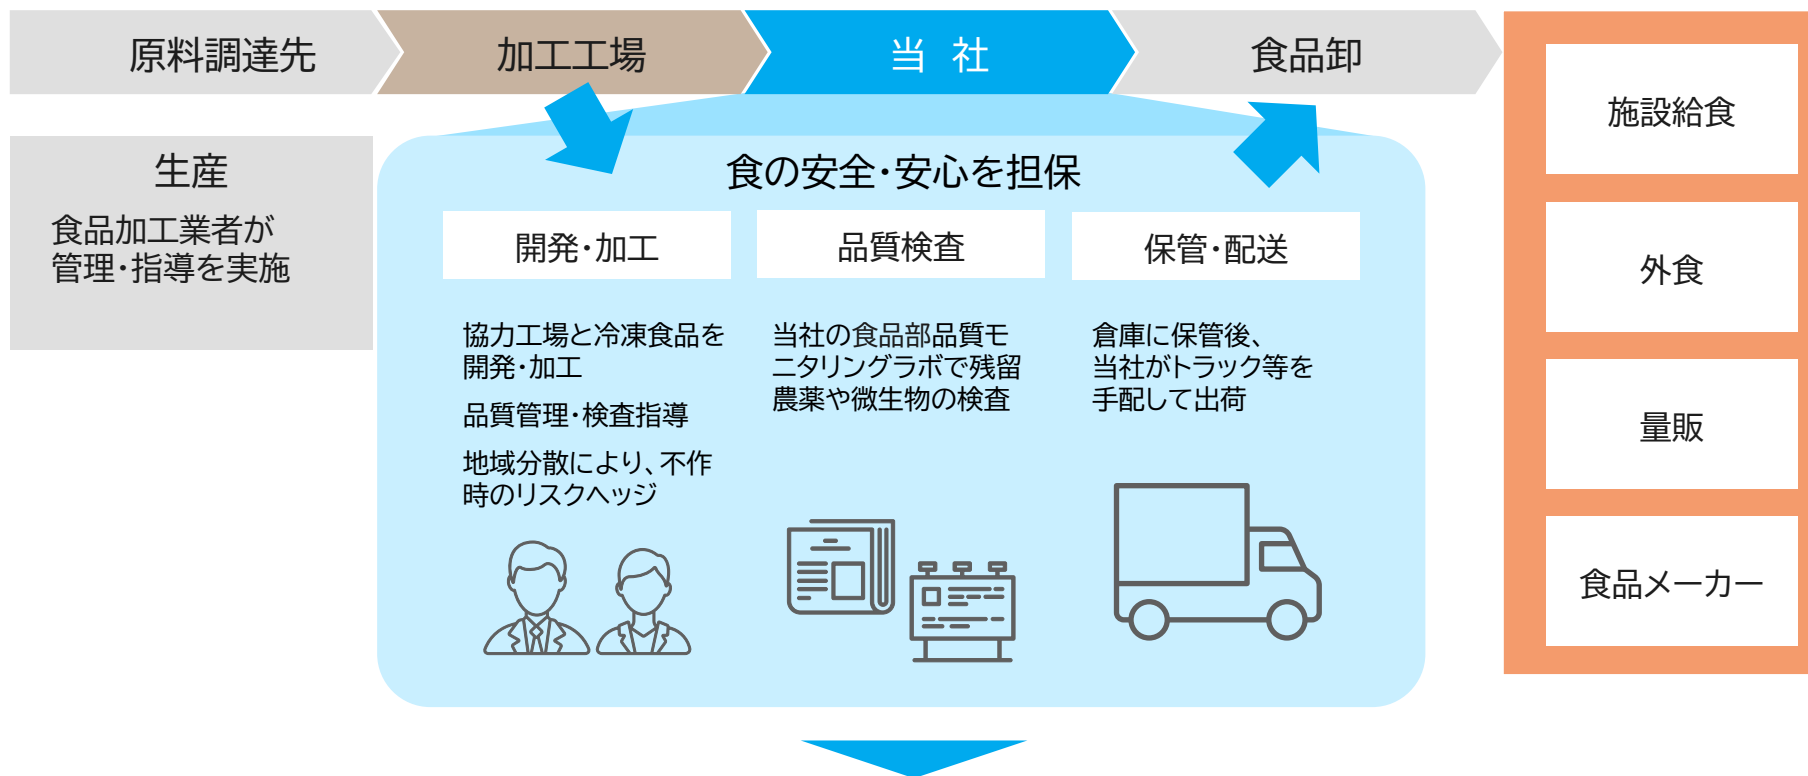 原料調達先
加工工場
当 社
食品卸
生産
食品加工業者が
管理・指導を実施
食の安全・安心を担保
開発・加工
協力工場と冷凍食品を
開発・加工
品質管理・検査指導
地域分散により、不作
時のリスクヘッジ
品質検査
当社の食品部品質モ
ニタリングラボで残留
農薬や微生物の検査
保管・配送
倉庫に保管後、
当社がトラック等を
手配して出荷
施設給食
外食
量販
食品メーカー